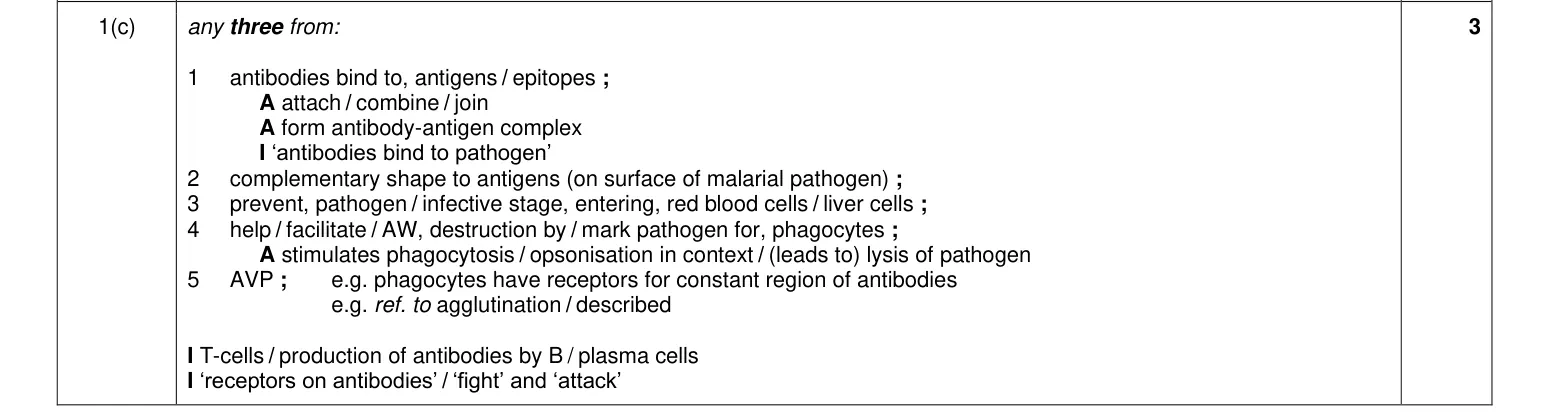 1(c) any three from: 3
1 antibodies bind to, antigens / epitopes ;
A attach / combine / join
A form antibody-antigen complex
I ‘antibodies bind to pathogen’
2 complementary shape to antigens (on surface of malarial pathogen) ;
3 prevent, pathogen / infective stage, entering, red blood cells / liver cells ;
4 help / facilitate / AW, destruction by / mark pathogen for, phagocytes ;
A stimulates phagocytosis / opsonisation in context / (leads to) lysis of pathogen
5 AVP ; e.g. phagocytes have receptors for constant region of antibodies
e.g. ref. to agglutination / described
I T-cells / production of antibodies by B / plasma cells
I ‘receptors on antibodies’ / ‘fight’ and ‘attack’